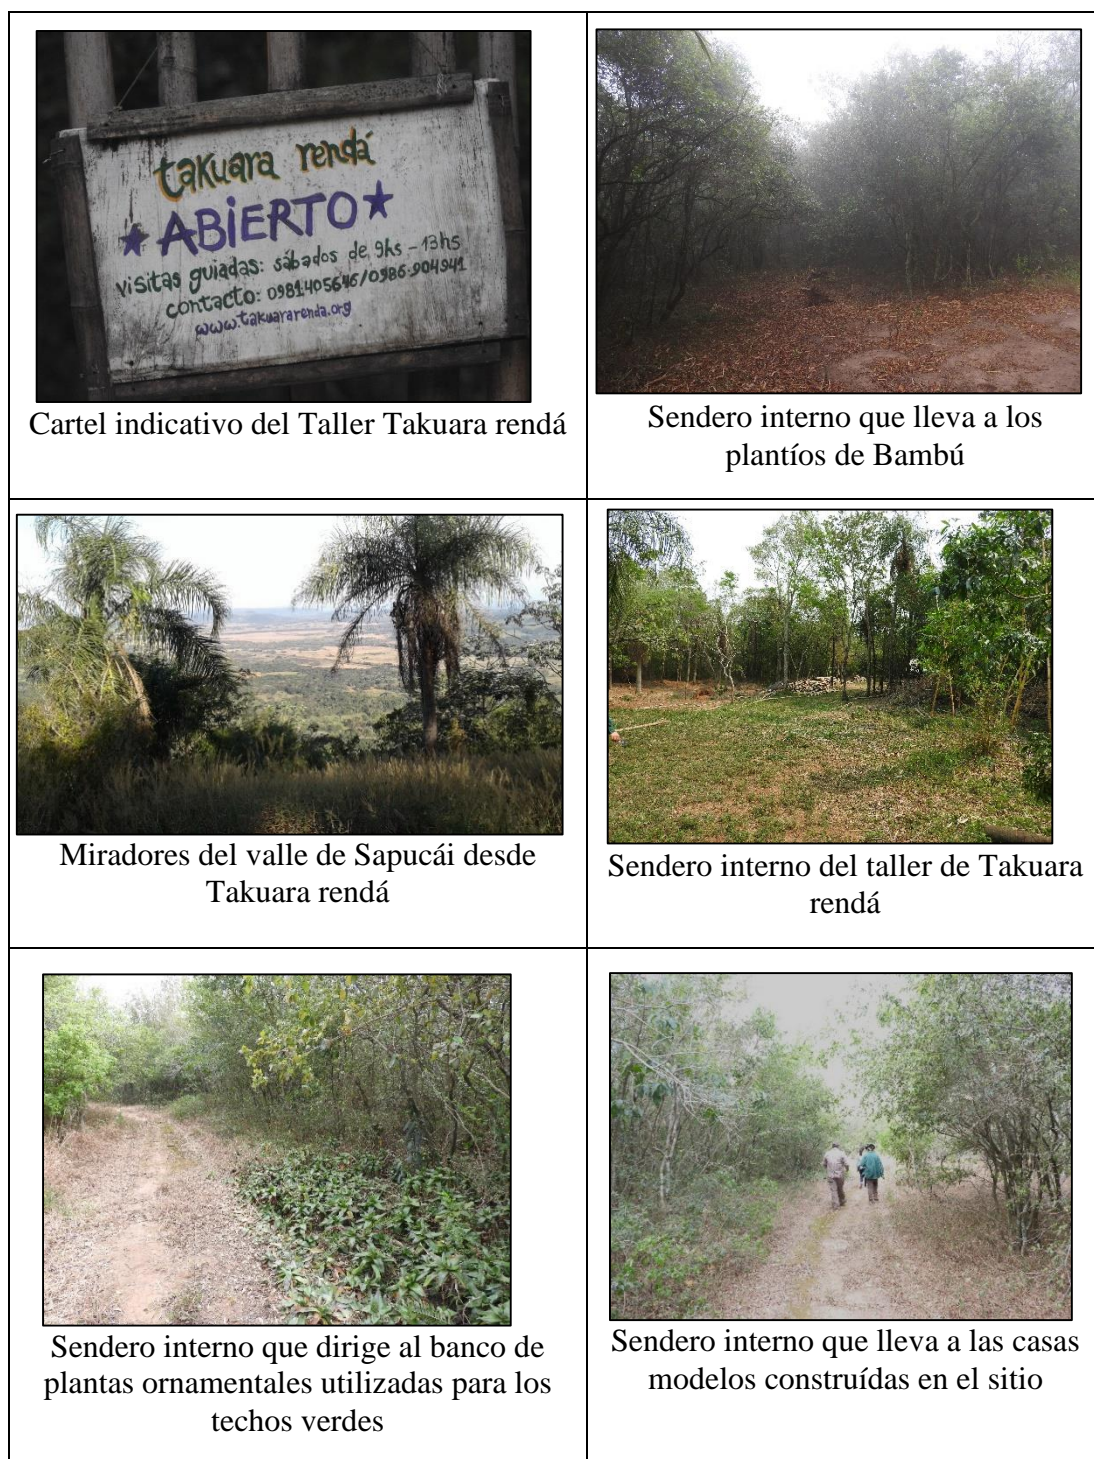 takuara rendá
★ ABIERTO ★
visitas guiadas: sábados de 9hs - 13hs
contacto: 0981405646/0986-904941
www.takuararenda.org
Cartel indicativo del Taller Takuara rendá
Sendero interno que lleva a los
plantíos de Bambú
Miradores del valle de Sapucái desde
Takuara rendá
Sendero interno del taller de Takuara
rendá
Sendero interno que dirige al banco de
plantas ornamentales utilizadas para los
techos verdes
Sendero interno que lleva a las casas
modelos construídas en el sitio